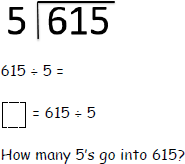 5 615
615 ÷ 5 =
= 615 ÷ 5
How many 5's go into 615?